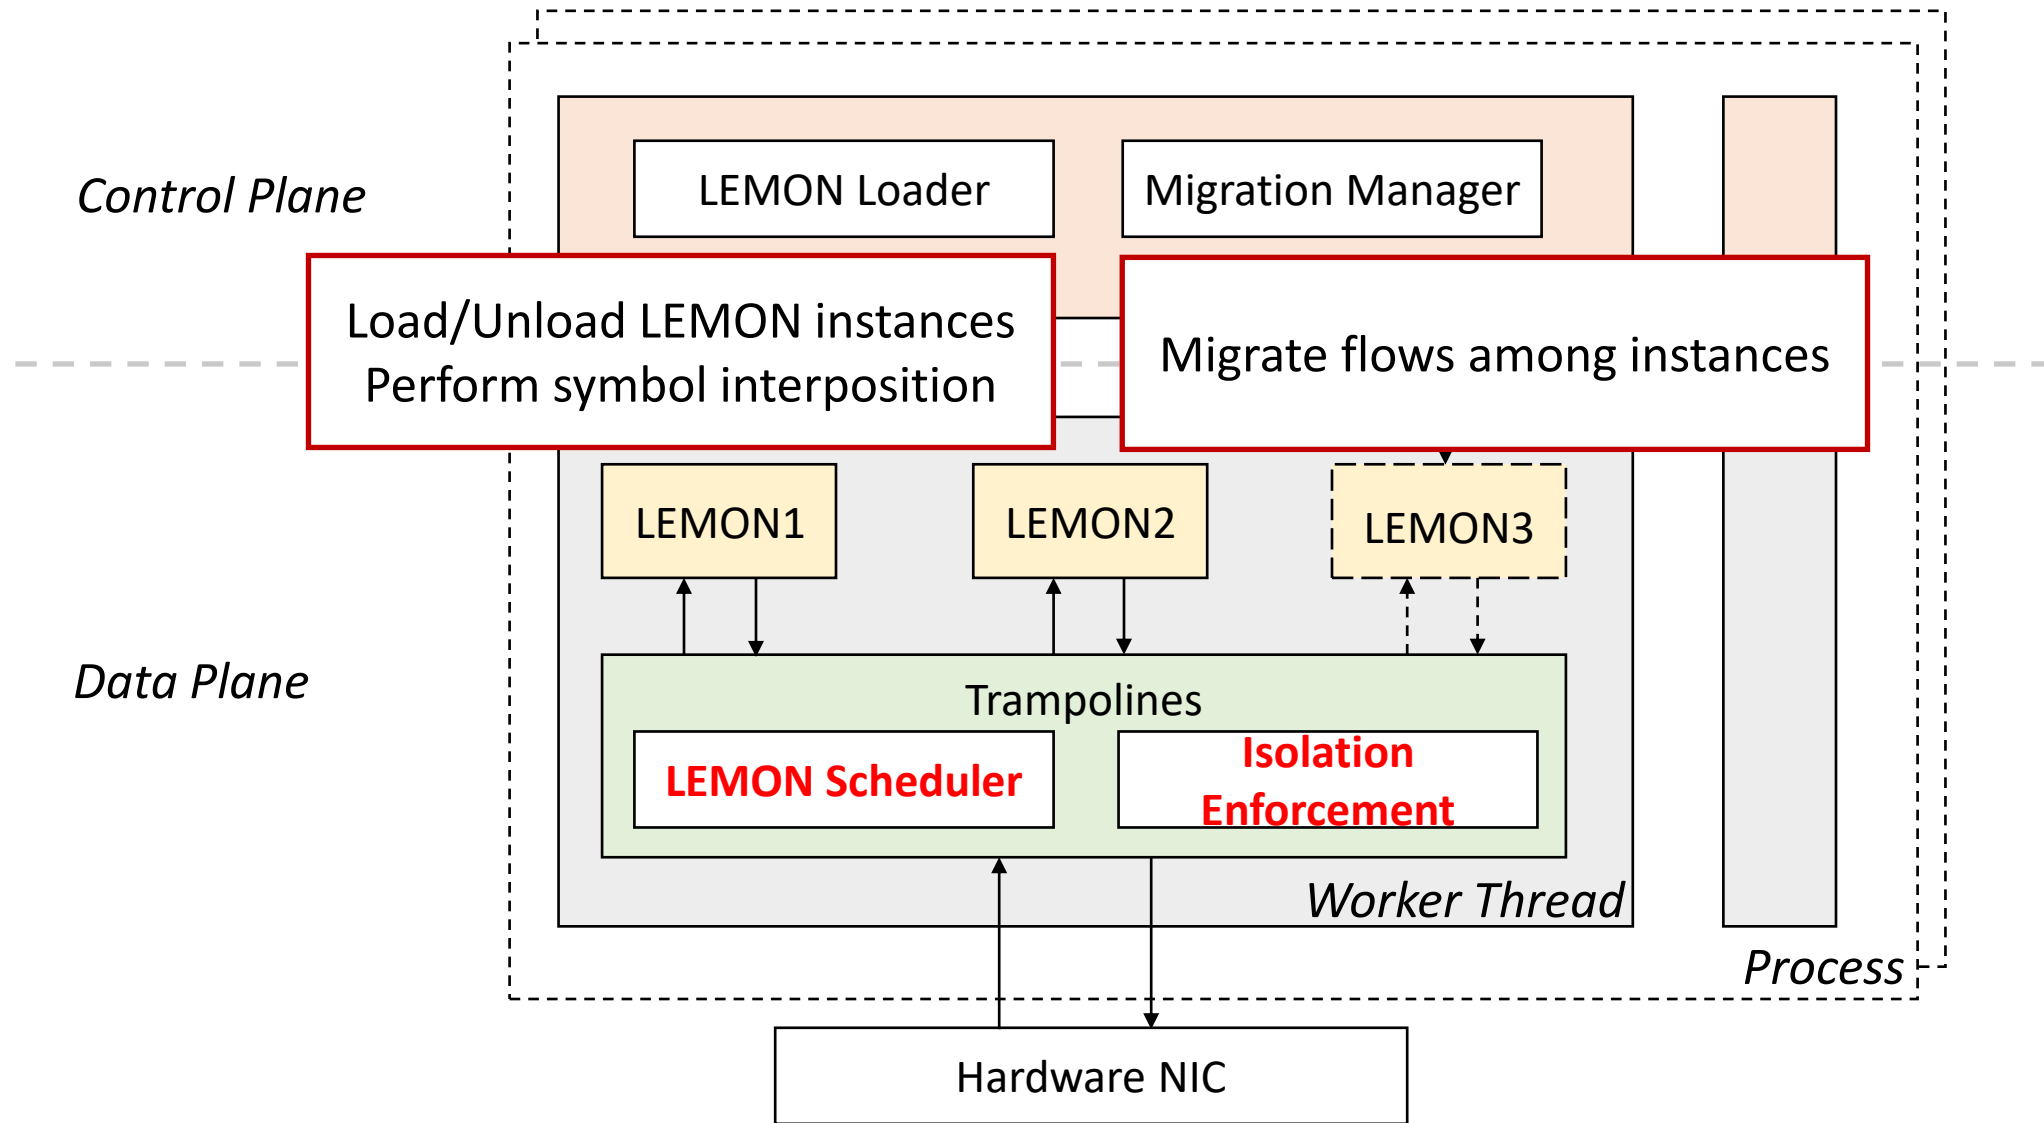 Control Plane
LEMON Loader
Migration Manager
Load/Unload LEMON instances
Perform symbol interposition
Migrate flows among instances
LEMON1
LEMON2
LEMON3
Data Plane
Trampolines
LEMON Scheduler
Isolation
Enforcement
Worker Thread
Process
Hardware NIC